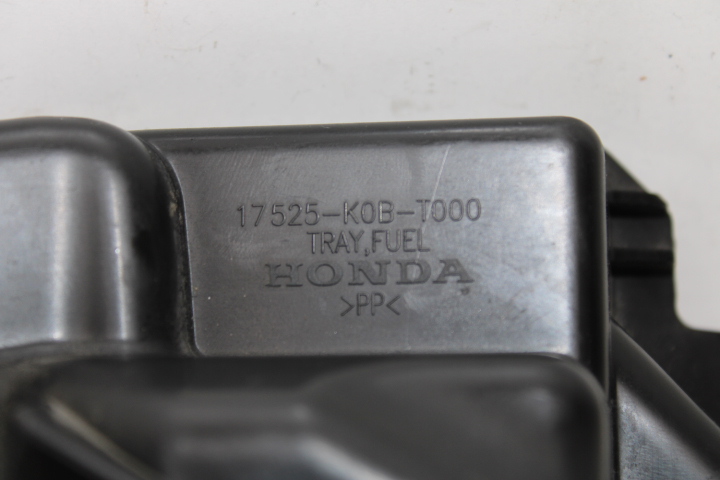 17525-K0B-T000
TRAY,FUEL
HONDA
>PP<